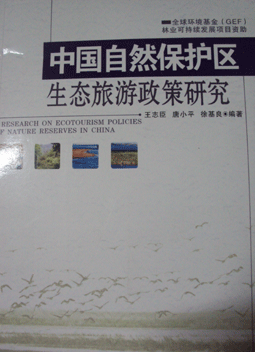 全球环境基金(GEF)
林业可持续发展项目资助
中国自然保护区
生态旅游政策研究
王志臣 唐小平 徐基良 编著
RESEARCH ON ECOTOURISM POLICIES
OF NATURE RESERVES IN CHINA